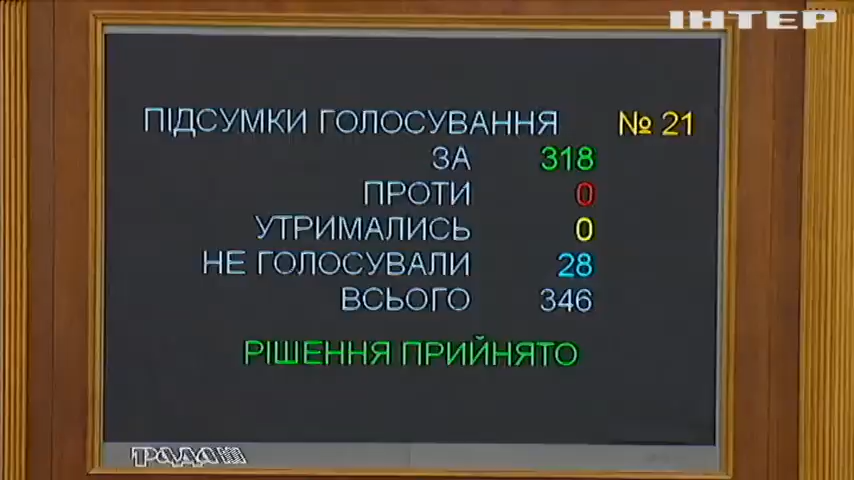 ІНТЕР
ПІДСУМКИ ГОЛОСУВАННЯ № 21
ЗА 318
ПРОТИ 0
УТРИМАЛИСЬ 0
НЕ ГОЛОСУВАЛИ 28
ВСЬОГО 346
РІШЕННЯ ПРИЙНЯТО
РАДА